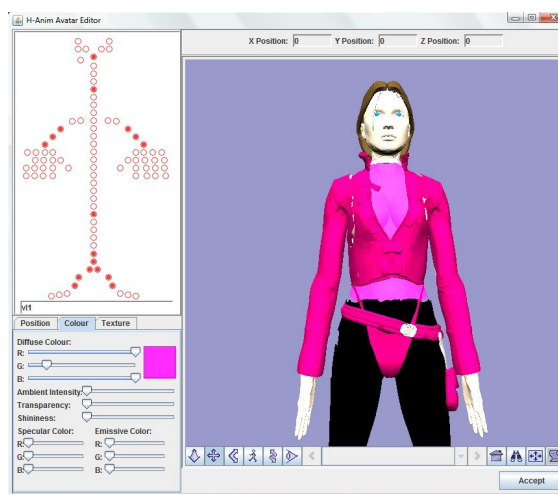 H-Anim Avatar Editor
X Position: 0 Y Position: 0 Z Position: 0
vl1
Position Colour Texture
Diffuse Colour:
R:
G:
B:
Ambient Intensity:
Transparency:
Shininess:
Specular Color: Emissive Color:
R: R:
G: G:
B: B:
Accept